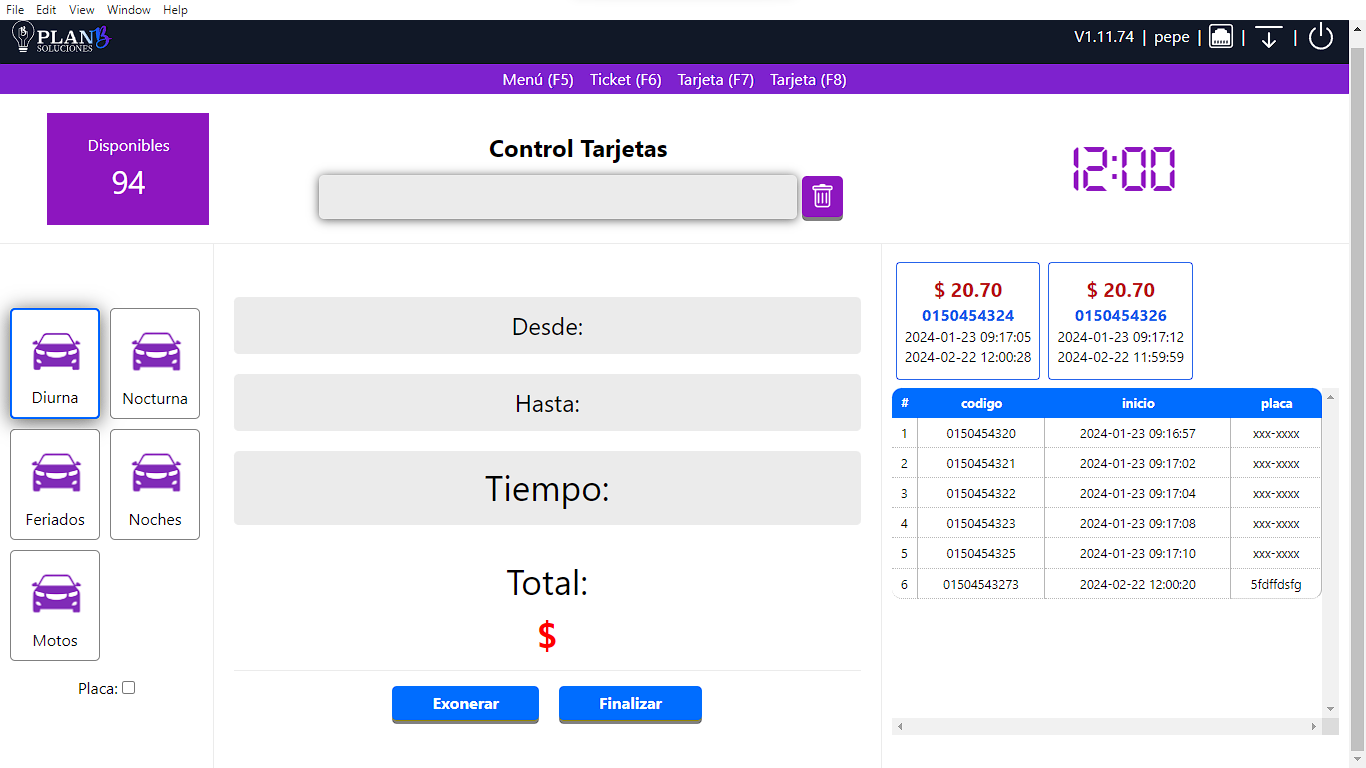 File Edit View Window Help
PLAN B
SOLUCIONES
V1.11.74 | pepe | | |
Menú (F5) Ticket (F6) Tarjeta (F7) Tarjeta (F8)
Disponibles
94
Control Tarjetas
12:00
Diurna
Nocturna
Feriados
Noches
Motos
Placa:
Desde:
Hasta:
Tiempo:
Total:
$
Exonerar
Finalizar
$ 20.70
0150454324
2024-01-23 09:17:05
2024-02-22 12:00:28
$ 20.70
0150454326
2024-01-23 09:17:12
2024-02-22 11:59:59
# codigo inicio placa
1 0150454320 2024-01-23 09:16:57 xxx-xxxx
2 0150454321 2024-01-23 09:17:02 xxx-xxxx
3 0150454322 2024-01-23 09:17:04 xxx-xxxx
4 0150454323 2024-01-23 09:17:08 xxx-xxxx
5 0150454325 2024-01-23 09:17:10 xxx-xxxx
6 01504543273 2024-02-22 12:00:20 5fdffdsfg